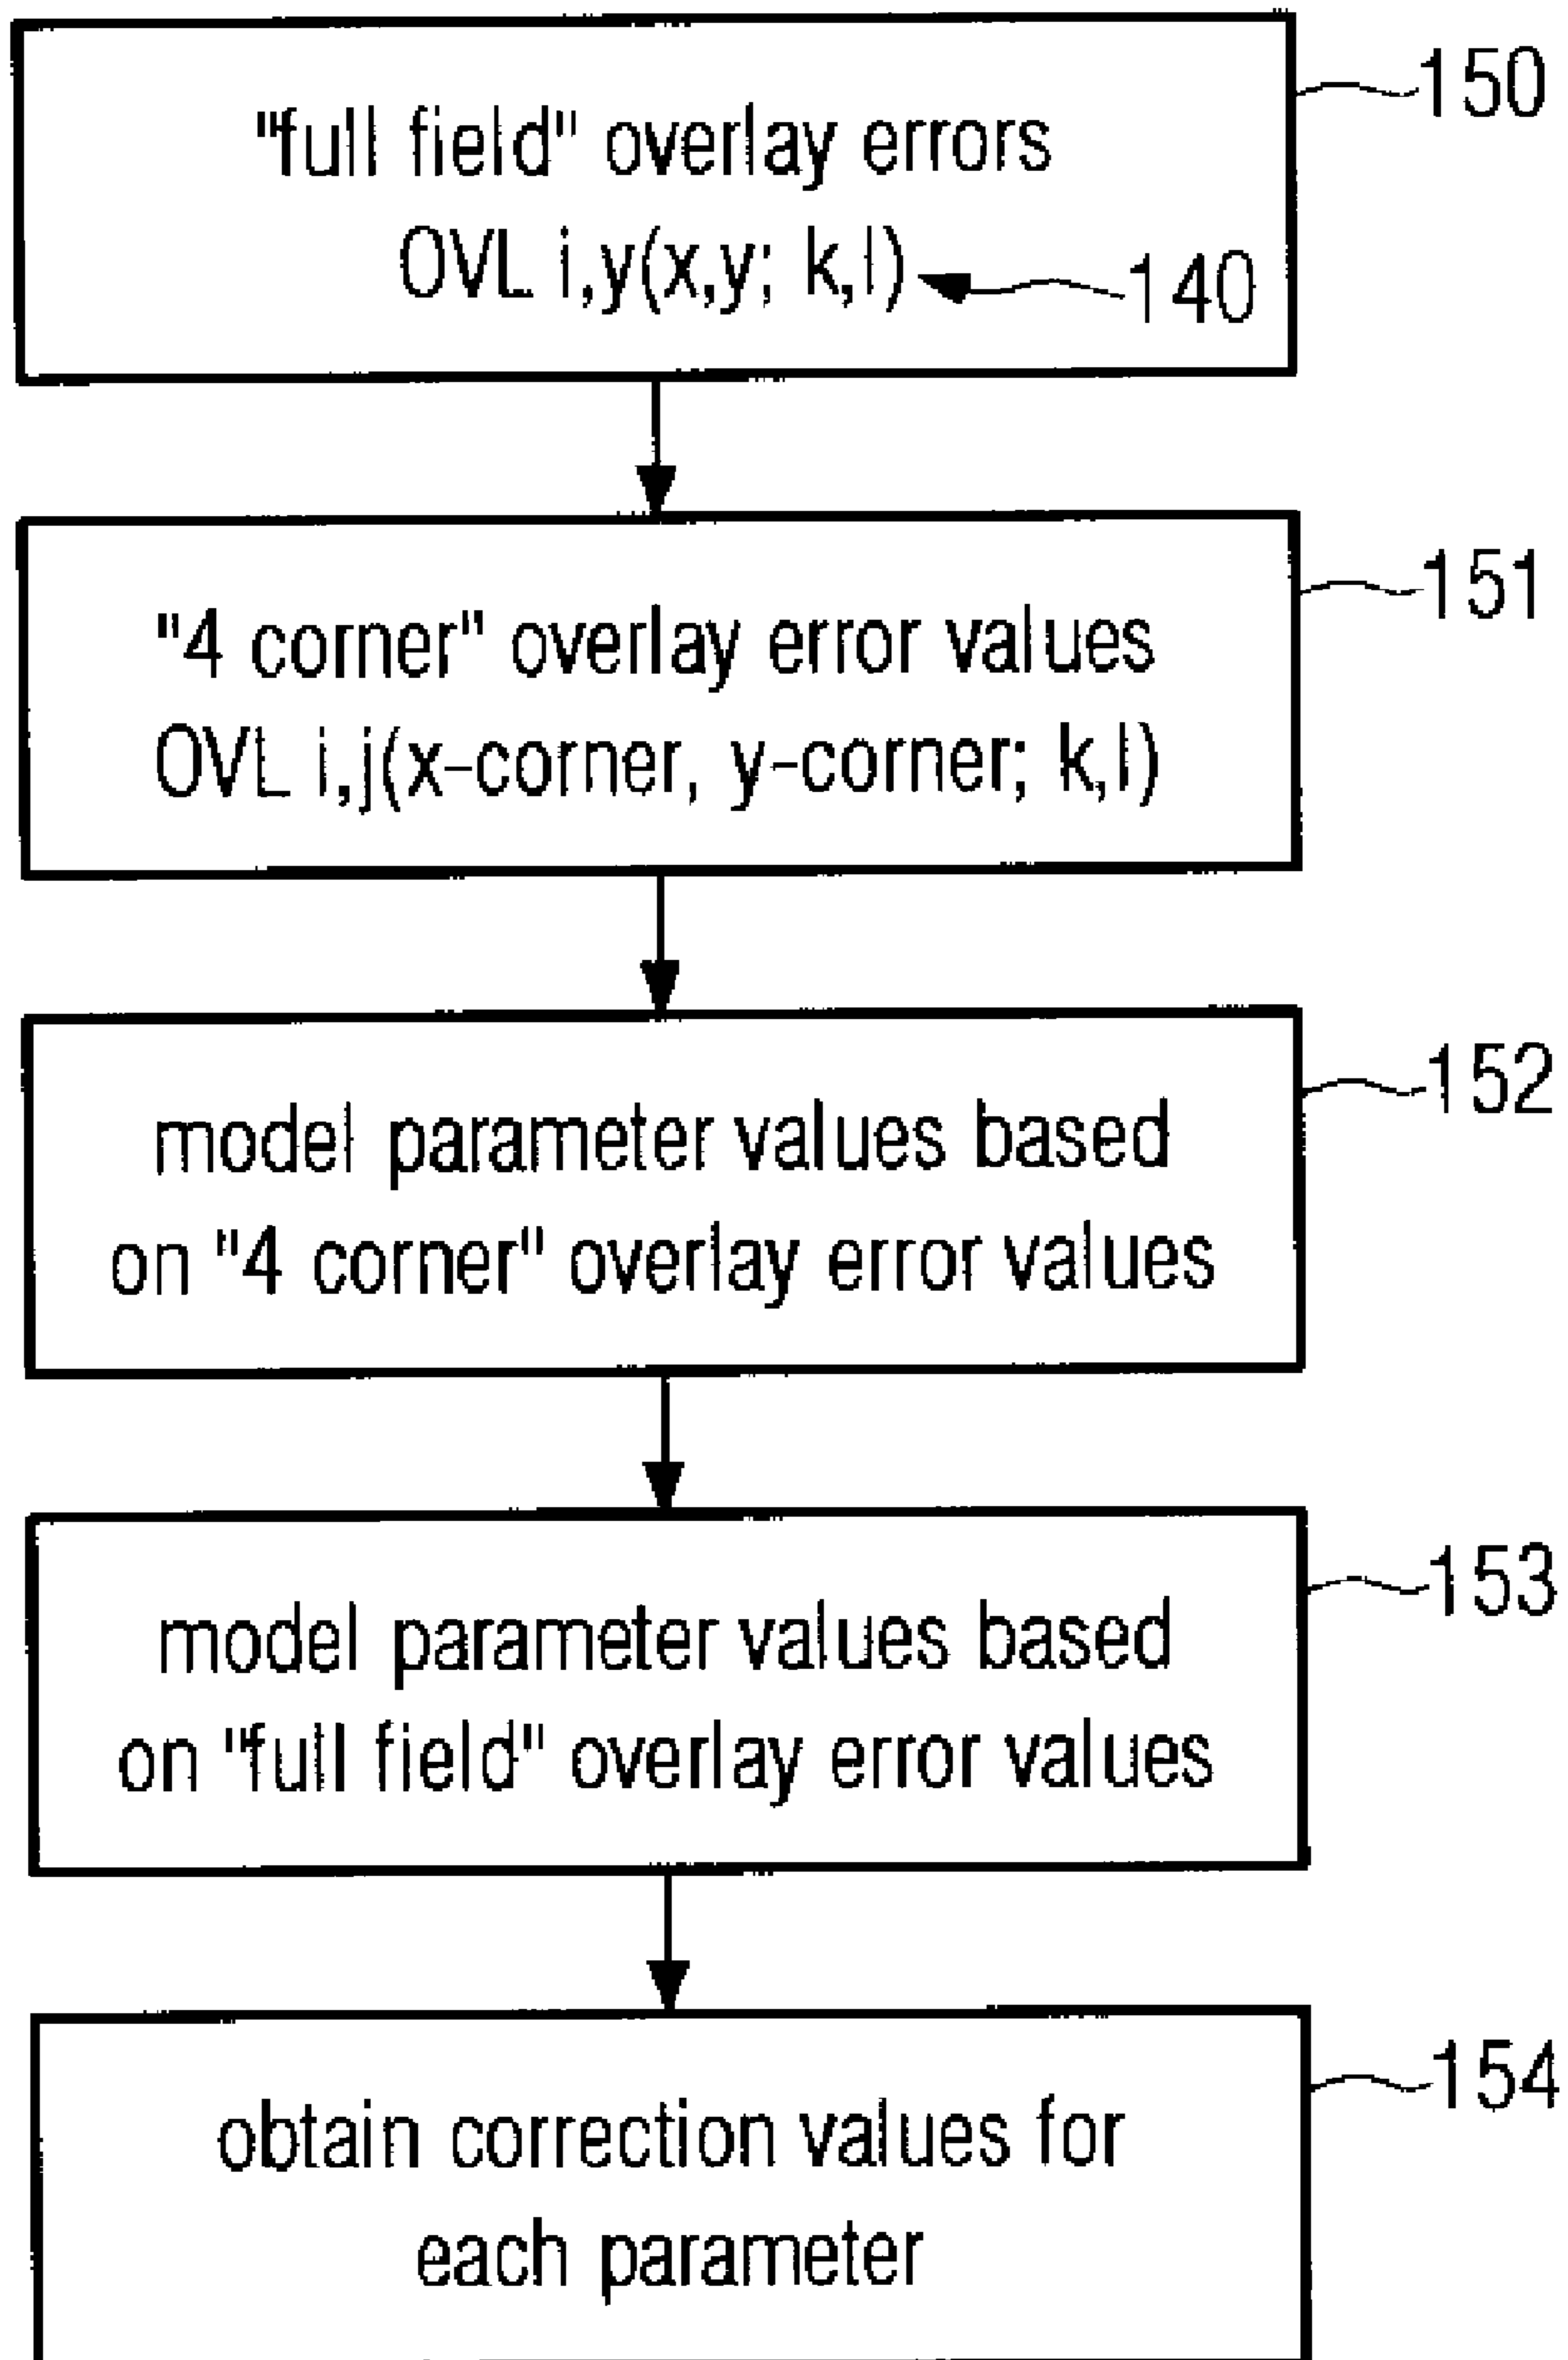 "full field" overlay errors
150
OVL i,y(x,y; k,l)
140
"4 corner" overlay error values
151
OVL i,j(x-corner, y-corner; k,l)
model parameter values based
152
on "4 corner" overlay error values
model parameter values based
153
on "full field" overlay error values
obtain correction values for
154
each parameter